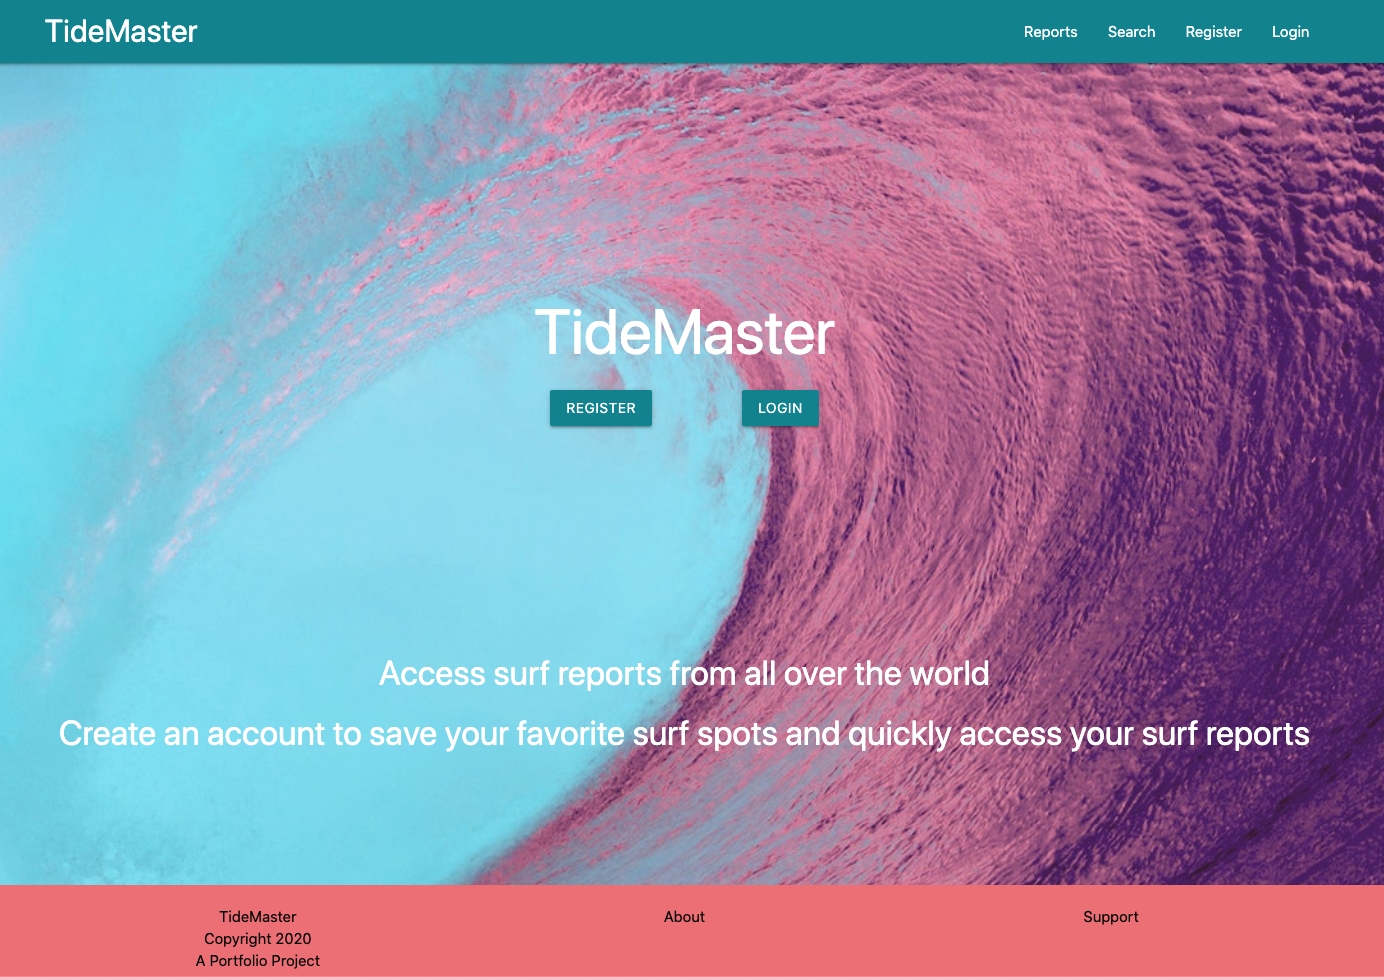 TideMaster
Reports
Search
Register
Login
TideMaster
REGISTER
LOGIN
Access surf reports from all over the world
Create an account to save your favorite surf spots and quickly access your surf reports
TideMaster
Copyright 2020
A Portfolio Project
About
Support